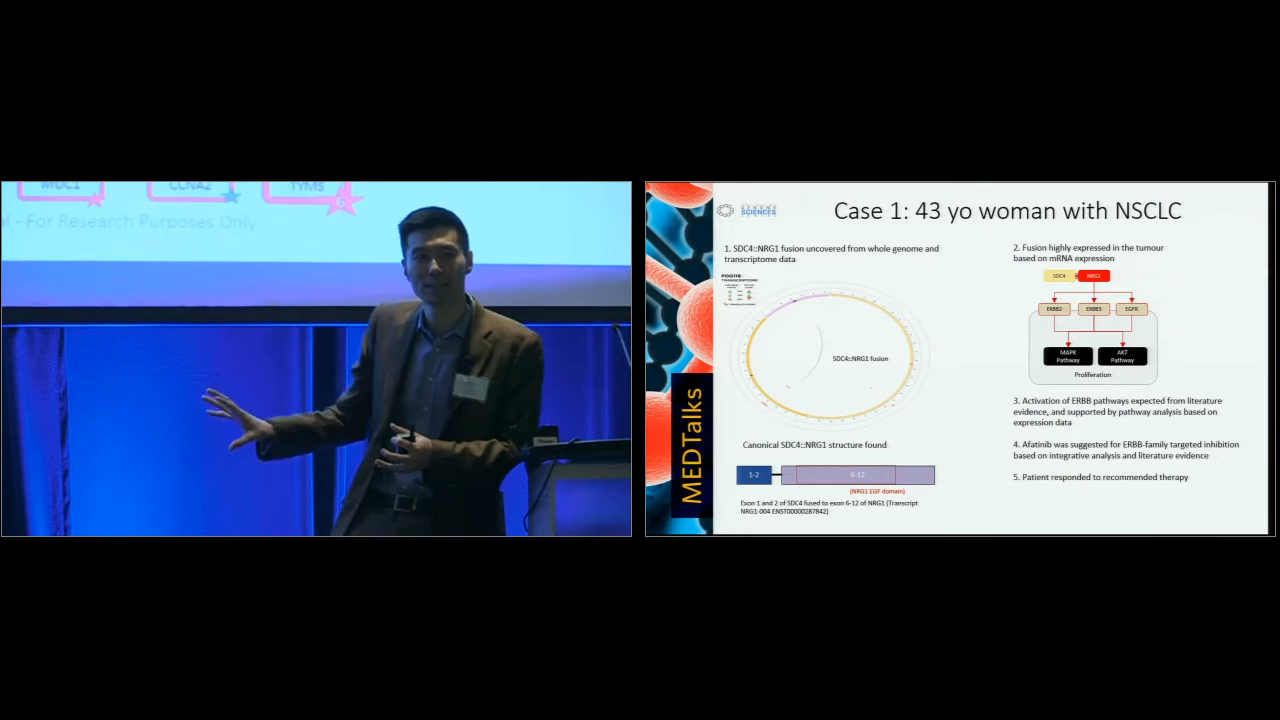 MUC1
CCNA2
TYMS
G
al - For Research Purposes Only
MEDTalks
GENOME
SCIENCES
CENTRE
Case 1: 43 yo woman with NSCLC
1. SDC4::NRG1 fusion uncovered from whole genome and
transcriptome data
TRANSCRIPTOME
SDC4::NRG1 fusion
Canonical SDC4::NRG1 structure found
1-2
6-12
(NRG1 EGF domain)
Exon 1 and 2 of SDC4 fused to exon 6-12 of NRG1 (Transcript
NRG1-004 ENST00000287842)
2. Fusion highly expressed in the tumour
based on mRNA expression
SDC4
NRG1
ERBB2
ERBB3
EGFR
MAPK
Pathway
AKT
Pathway
Proliferation
3. Activation of ERBB pathways expected from literature
evidence, and supported by pathway analysis based on
expression data
4. Afatinib was suggested for ERBB-family targeted inhibition
based on integrative analysis and literature evidence
5. Patient responded to recommended therapy